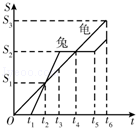 S
S₃
龟
兔
S₂
S₁
O
t₁ t₂ t₃ t₄ t₅ t₆ t